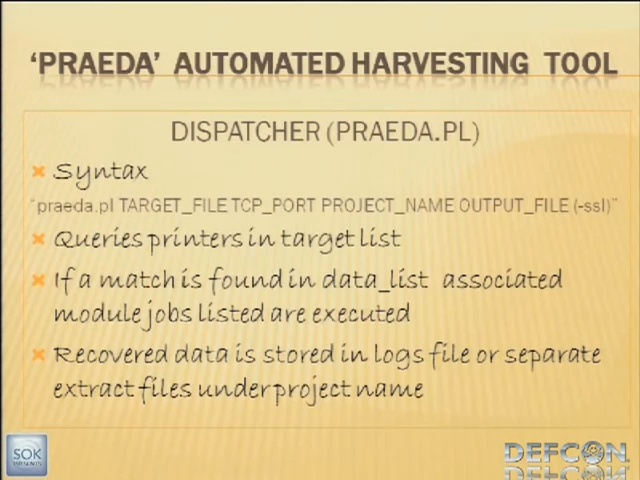 ‘PRAEDA’ AUTOMATED HARVESTING TOOL
DISPATCHER (PRAEDA.PL)
Syntax
“praeda.pl TARGET_FILE TCP_PORT PROJECT_NAME OUTPUT_FILE (-ssl)”
Queries printers in target list
If a match is found in data_list associated
module jobs listed are executed
Recovered data is stored in logs file or separate
extract files under project name
SOK
DEFCON